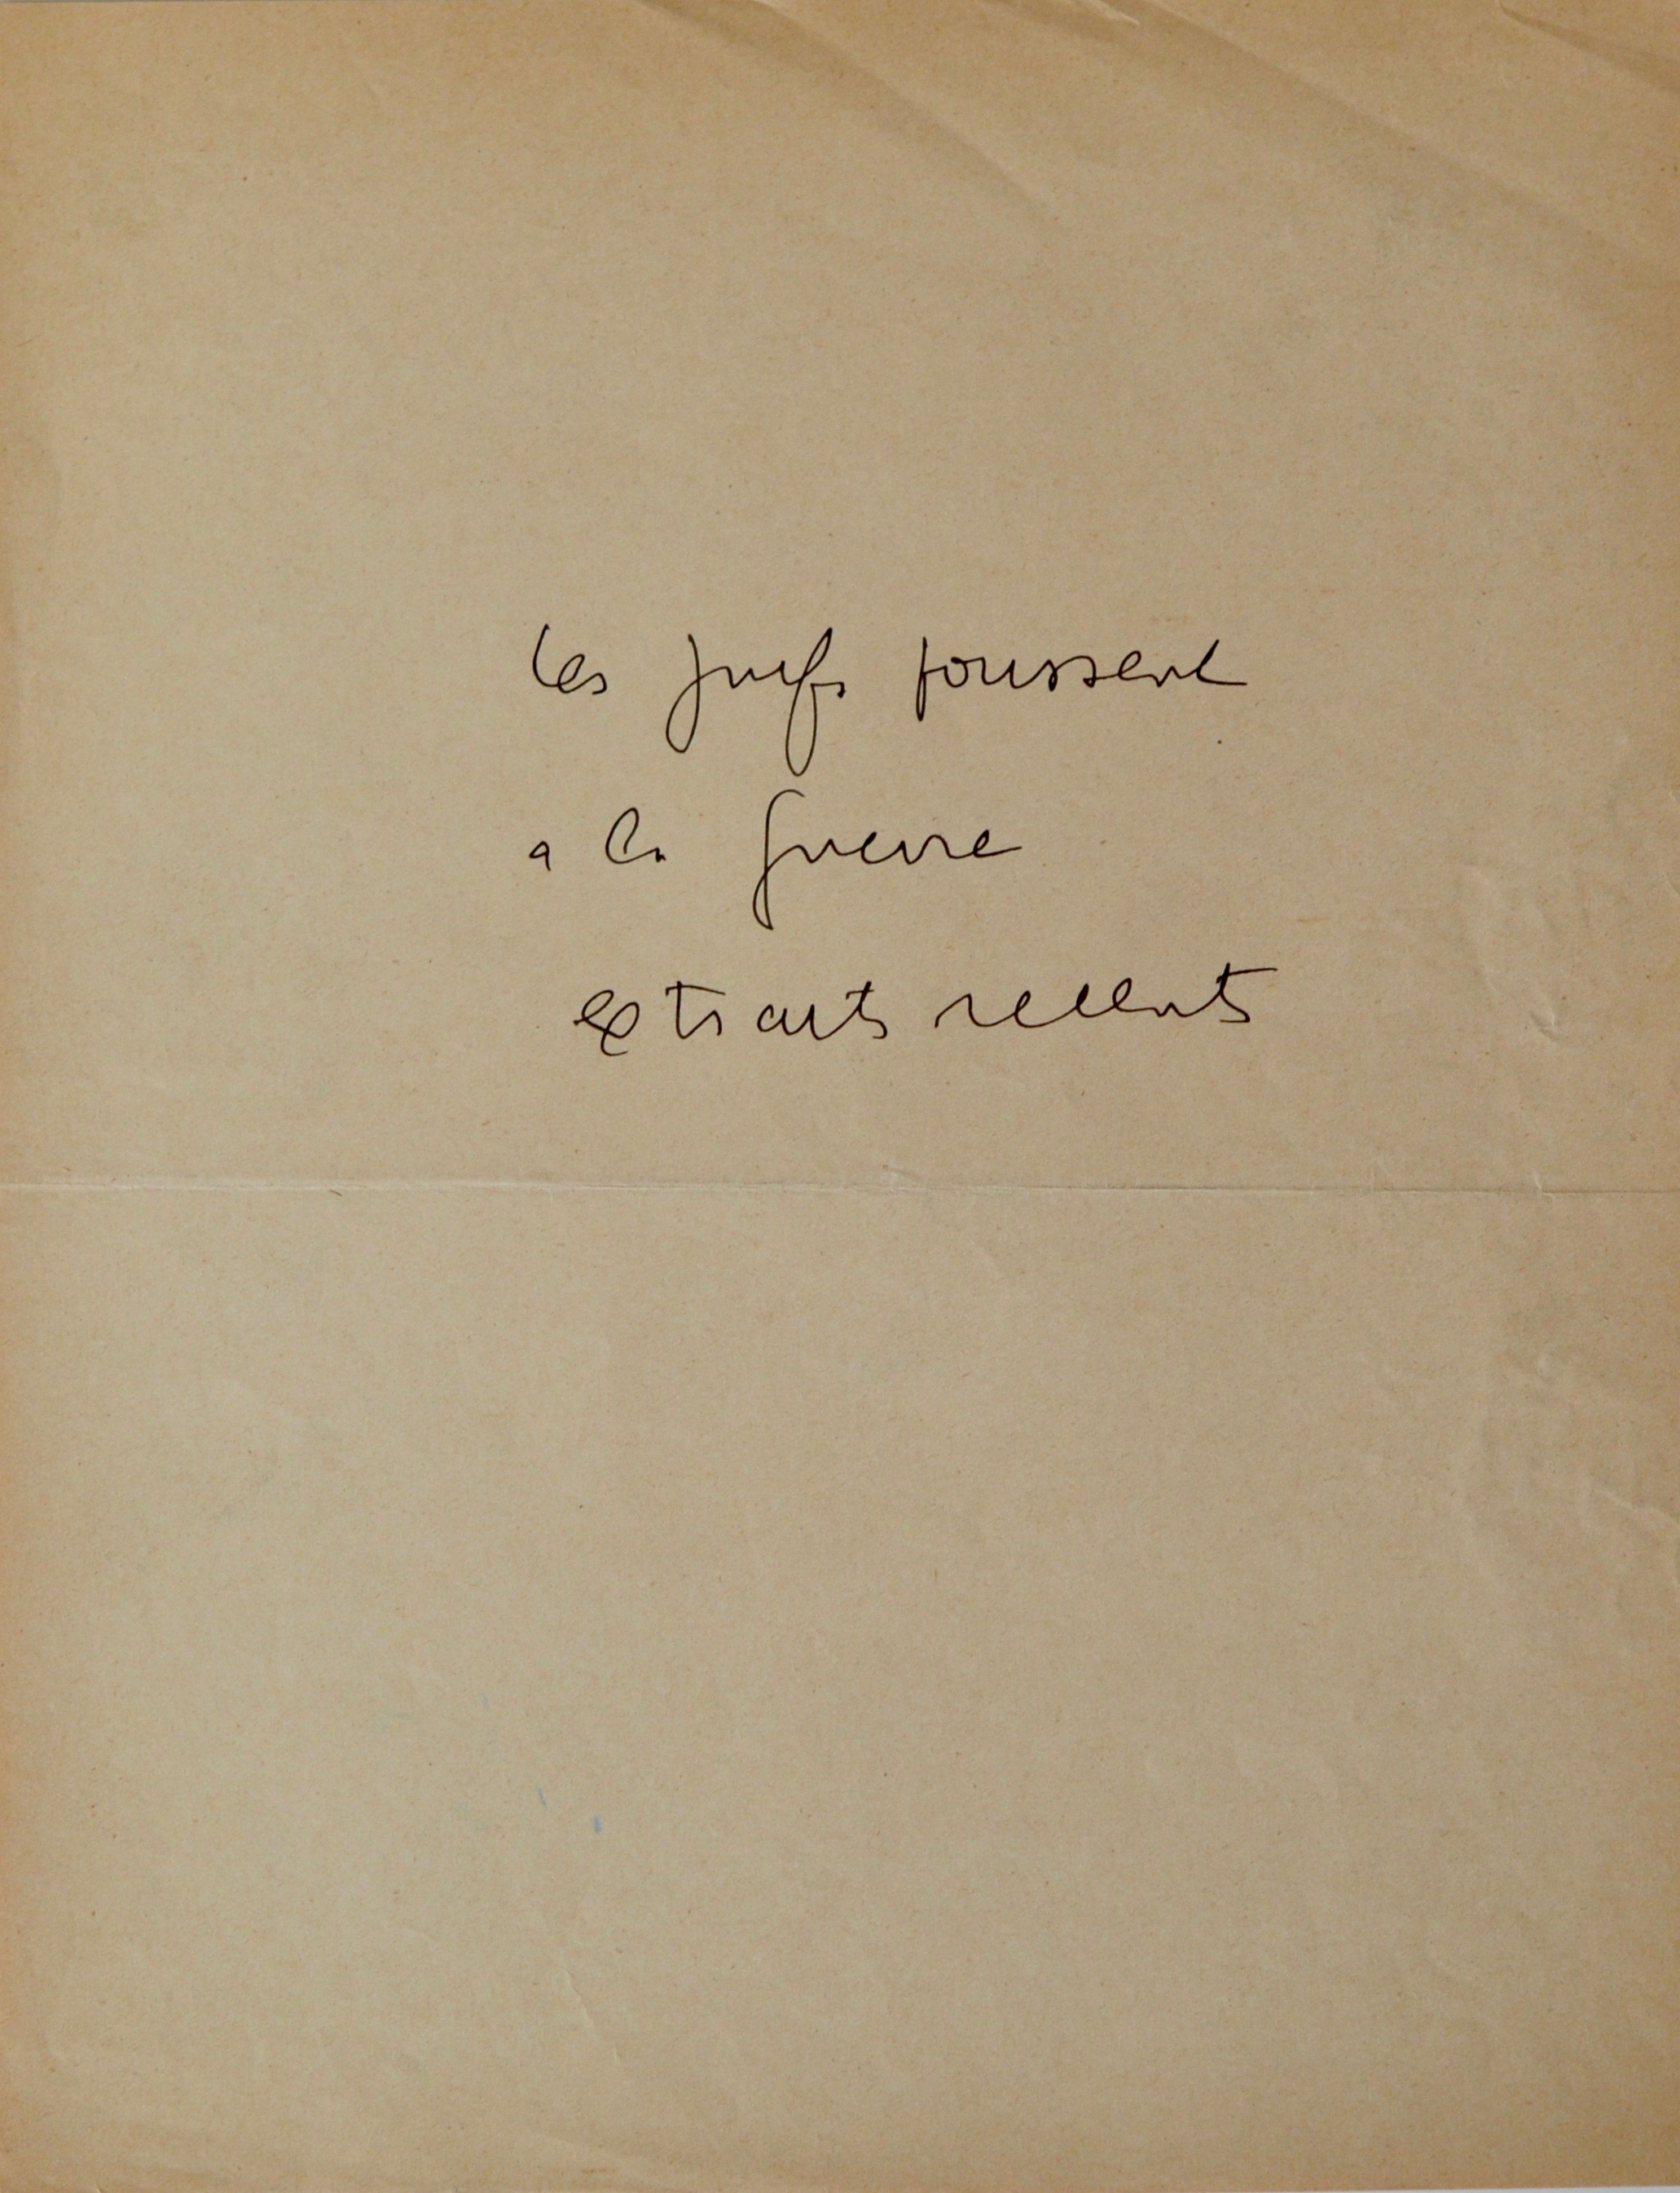 les juifs poussent
a la guerre
extraits recents